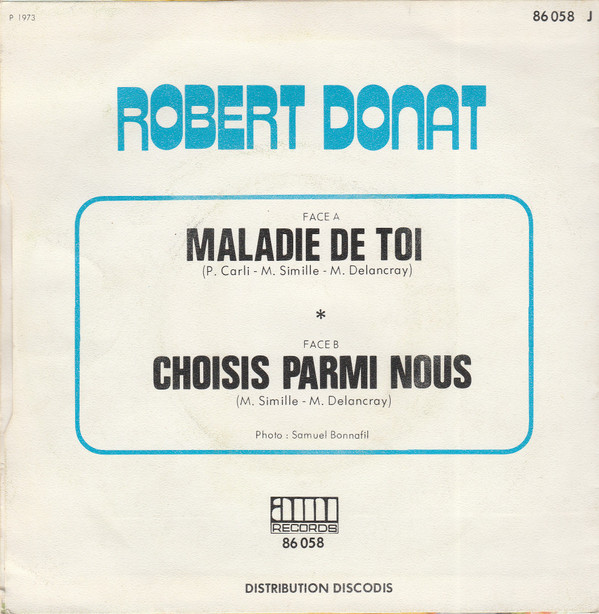 P 1973
86 058 J
ROBERT DONAT
FACE A
MALADIE DE TOI
(P. Carli - M. Simille - M. Delancray)
*
FACE B
CHOISIS PARMI NOUS
(M. Simille - M. Delancray)
Photo : Samuel Bonnafil
ami
RECORDS
86 058
DISTRIBUTION DISCODIS